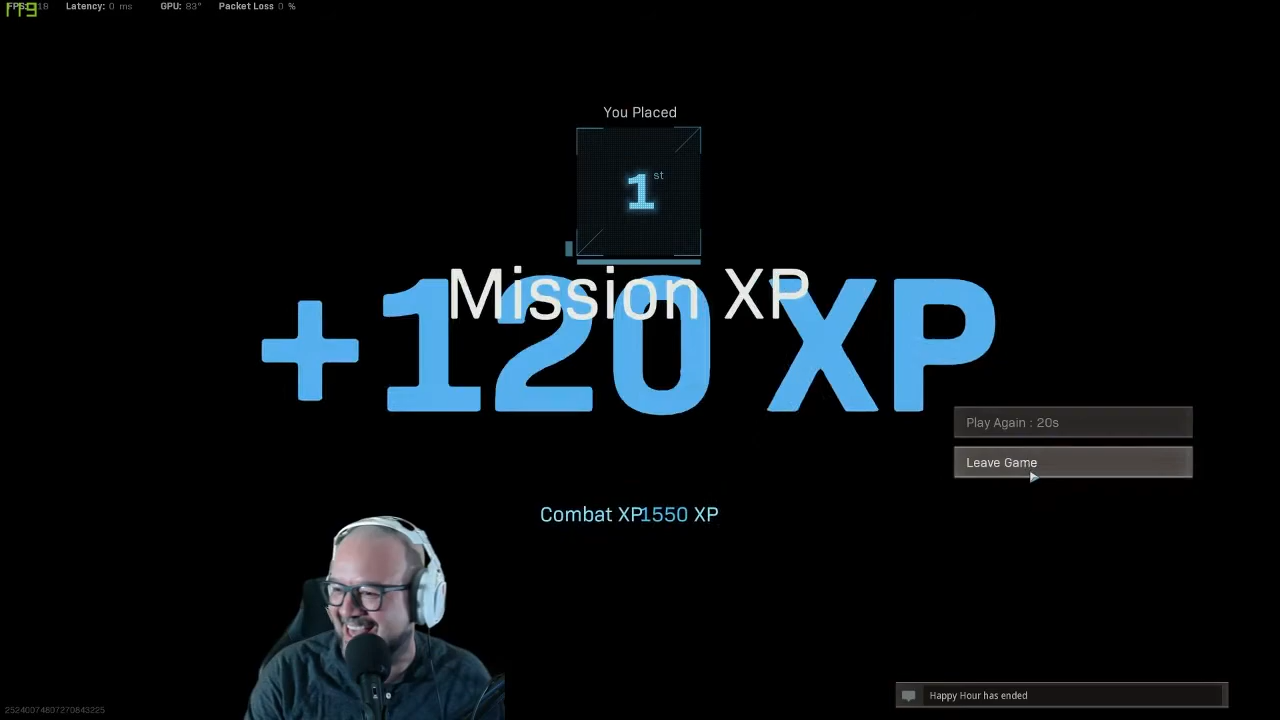 Latency: 0 ms GPU: 83° Packet Loss 0 %
You Placed
1st
Mission XP
+120 XP
Play Again : 20s
Leave Game
Combat XP1550 XP
Happy Hour has ended